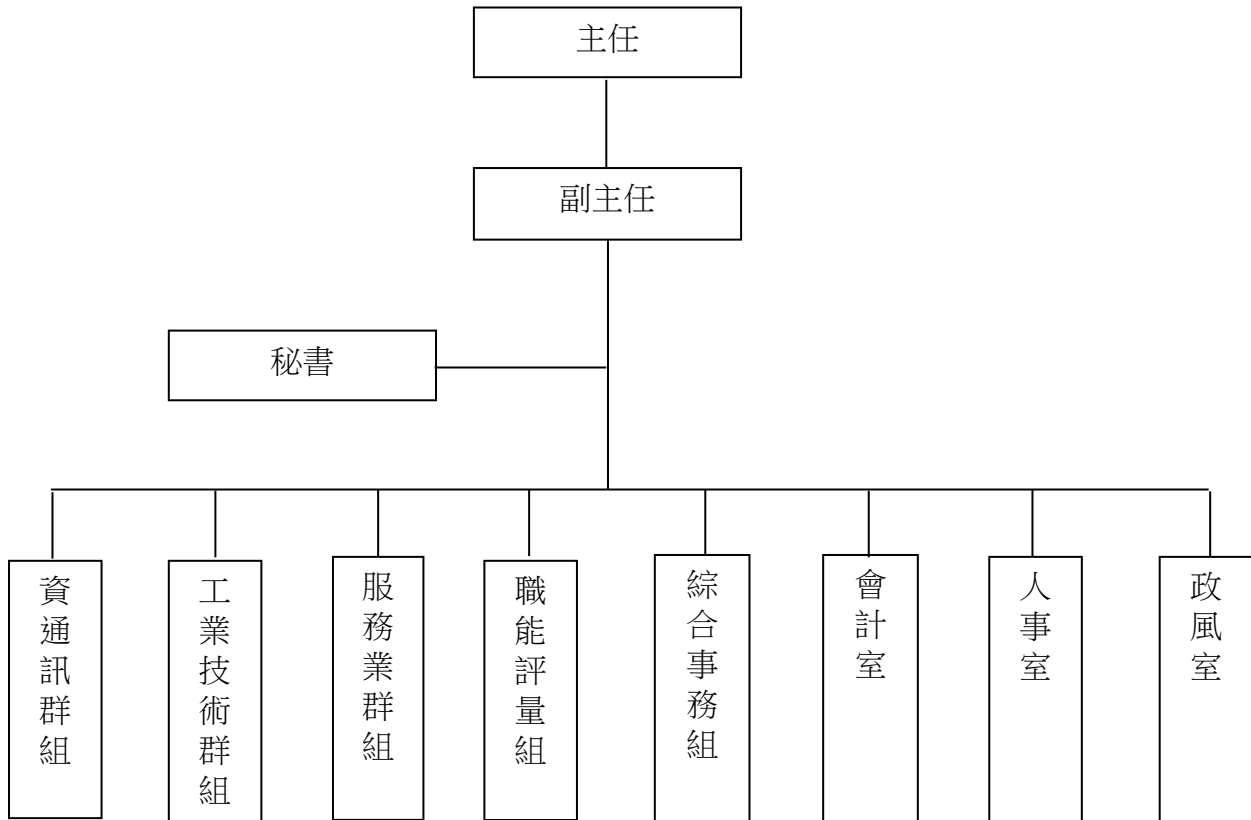 主任
副主任
秘書
資通訊群組
工業技術群組
服務業群組
職能評量組
綜合事務組
會計室
人事室
政風室